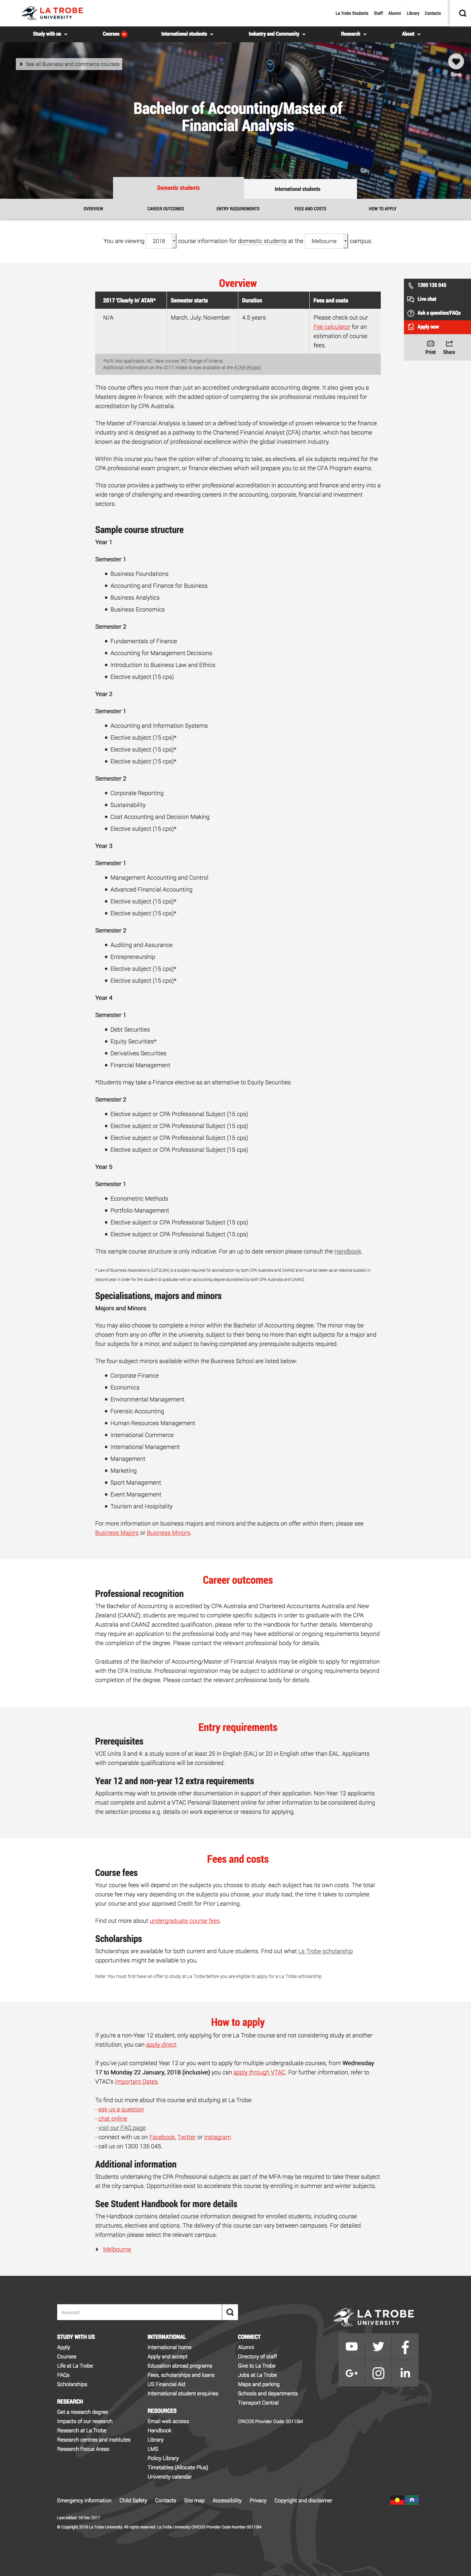 LA TROBE
UNIVERSITY
La Trobe Students Staff Alumni Library Contacts
Study with us Courses International students Industry and Community Research About
See all Business and commerce courses
Save
Bachelor of Accounting/Master of
Financial Analysis
Domestic students International students
OVERVIEW CAREER OUTCOMES ENTRY REQUIREMENTS FEES AND COSTS HOW TO APPLY
You are viewing 2018 course information for domestic students at the Melbourne campus.
1300 135 045
Live chat
Ask a question/FAQs
Apply now
Print Share
Overview
2017 'Clearly In' ATAR* Semester starts Duration Fees and costs
N/A March, July, November 4.5 years Please check out our
Fee calculator for an
estimation of course
fees.
*N/A: Not applicable, NC: New course, RC: Range of criteria.
Additional information on the 2017 intake is now available at the ATAR Wizard.
This course offers you more than just an accredited undergraduate accounting degree. It also gives you a
Masters degree in finance, with the added option of completing the six professional modules required for
accreditation by CPA Australia.
The Master of Financial Analysis is based on a defined body of knowledge of proven relevance to the finance
industry and is designed as a pathway to the Chartered Financial Analyst (CFA) charter, which has become
known as the designation of professional excellence within the global investment industry.
Within this course you have the option either of choosing to take, as electives, all six subjects required for the
CPA professional exam program, or finance electives which will prepare you to sit the CFA Program exams.
This course provides a pathway to either professional accreditation in accounting and finance and entry into a
wide range of challenging and rewarding careers in the accounting, corporate, financial and investment
sectors.
Sample course structure
Year 1
Semester 1
Business Foundations
Accounting and Finance for Business
Business Analytics
Business Economics
Semester 2
Fundamentals of Finance
Accounting for Management Decisions
Introduction to Business Law and Ethics
Elective subject (15 cps)
Year 2
Semester 1
Accounting and Information Systems
Elective subject (15 cps)*
Elective subject (15 cps)*
Elective subject (15 cps)*
Semester 2
Corporate Reporting
Sustainability
Cost Accounting and Decision Making
Elective subject (15 cps)*
Year 3
Semester 1
Management Accounting and Control
Advanced Financial Accounting
Elective subject (15 cps)*
Elective subject (15 cps)*
Semester 2
Auditing and Assurance
Entrepreneurship
Elective subject (15 cps)*
Elective subject (15 cps)*
Year 4
Semester 1
Debt Securities
Equity Securities*
Derivatives Securities
Financial Management
*Students may take a Finance elective as an alternative to Equity Securities
Semester 2
Elective subject or CPA Professional Subject (15 cps)
Elective subject or CPA Professional Subject (15 cps)
Elective subject or CPA Professional Subject (15 cps)
Elective subject or CPA Professional Subject (15 cps)
Year 5
Semester 1
Econometric Methods
Portfolio Management
Elective subject or CPA Professional Subject (15 cps)
Elective subject or CPA Professional Subject (15 cps)
This sample course structure is only indicative. For an up to date version please consult the Handbook.
* Law of Business Associations (LST2LBA) is a subject required for accreditation by both CPA Australia and CAANZ and must be taken as an elective subject in
second year in order for the student to graduate with an accounting degree accredited by both CPA Australia and CAANZ.
Specialisations, majors and minors
Majors and Minors
You may also choose to complete a minor within the Bachelor of Accounting degree. The minor may be
chosen from any on offer in the university, subject to their being no more than eight subjects for a major and
four subjects for a minor, and subject to having completed any prerequisite subjects required.
The four-subject minors available within the Business School are listed below:
Corporate Finance
Economics
Environmental Management
Forensic Accounting
Human Resources Management
International Commerce
International Management
Management
Marketing
Sport Management
Event Management
Tourism and Hospitality
For more information on business majors and minors and the subjects on offer within them, please see
Business Majors or Business Minors.
Career outcomes
Professional recognition
The Bachelor of Accounting is accredited by CPA Australia and Chartered Accountants Australia and New
Zealand (CAANZ); students are required to complete specific subjects in order to graduate with the CPA
Australia and CAANZ accredited qualification, please refer to the Handbook for further details. Membership
may require an application to the professional body and may have additional or ongoing requirements beyond
the completion of the degree. Please contact the relevant professional body for details.
Graduates of the Bachelor of Accounting/Master of Financial Analysis may be eligible to apply for registration
with the CFA Institute. Professional registration may be subject to additional or ongoing requirements beyond
completion of the degree. Please contact the relevant professional body for details.
Entry requirements
Prerequisites
VCE Units 3 and 4: a study score of at least 25 in English (EAL) or 20 in English other than EAL. Applicants
with comparable qualifications will be considered.
Year 12 and non-year 12 extra requirements
Applicants may wish to provide other documentation in support of their application. Non-Year 12 applicants
must complete and submit a VTAC Personal Statement online for other information to be considered during
the selection process e.g. details on work experience or reasons for applying.
Fees and costs
Course fees
Your course fees will depend on the subjects you choose to study: each subject has its own costs. The total
course fee may vary depending on the subjects you choose, your study load, the time it takes to complete
your course and your approved Credit for Prior Learning.
Find out more about undergraduate course fees.
Scholarships
Scholarships are available for both current and future students. Find out what La Trobe scholarship
opportunities might be available to you.
Note: You must first have an offer to study at La Trobe before you are eligible to apply for a La Trobe scholarship.
How to apply
If you're a non-Year 12 student, only applying for one La Trobe course and not considering study at another
institution, you can apply direct.
If you've just completed Year 12 or you want to apply for multiple undergraduate courses, from Wednesday
17 to Monday 22 January, 2018 (inclusive) you can apply through VTAC. For further information, refer to
VTAC's Important Dates.
To find out more about this course and studying at La Trobe:
- ask us a question
- chat online
- visit our FAQ page
- connect with us on Facebook, Twitter or Instagram
- call us on 1300 135 045.
Additional information
Students undertaking the CPA Professional subjects as part of the MFA may be required to take these subject
at the city campus. Opportunities exist to accelerate this course by enrolling in summer and winter subjects.
See Student Handbook for more details
The Handbook contains detailed course information designed for enrolled students, including course
structures, electives and options. The delivery of this course can vary between campuses. For detailed
information please select the relevant campus:
Melbourne
Keyword
LA TROBE
UNIVERSITY
STUDY WITH US
Apply
Courses
Life at La Trobe
FAQs
Scholarships
RESEARCH
Get a research degree
Impacts of our research
Research at La Trobe
Research centres and institutes
Research Focus Areas
INTERNATIONAL
International home
Apply and accept
Education abroad programs
Fees, scholarships and loans
US Financial Aid
International student enquiries
RESOURCES
Email web access
Handbook
Library
LMS
Policy Library
Timetables (Allocate Plus)
University calendar
CONNECT
Alumni
Directory of staff
Give to La Trobe
Jobs at La Trobe
Maps and parking
Schools and departments
Transport Central
CRICOS Provider Code: 00115M
Emergency information Child Safety Contacts Site map Accessibility Privacy Copyright and disclaimer
Last edited: 18 Dec 2017
© Copyright 2018 La Trobe University. All rights reserved. La Trobe University CRICOS Provider Code Number 00115M